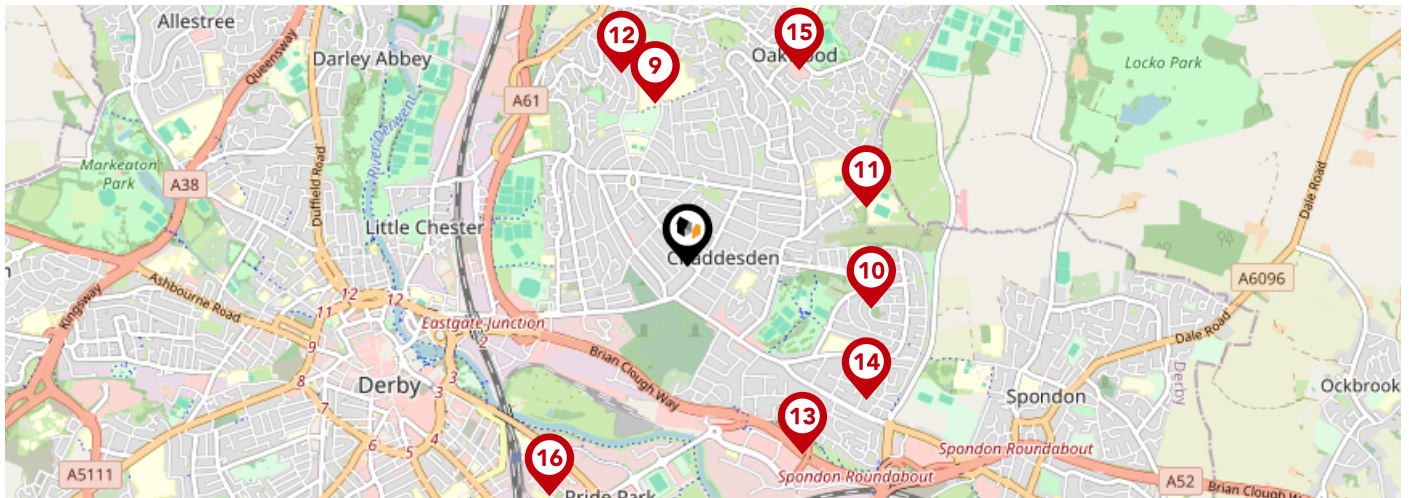 Allestree
Queensway
Darley Abbey
12
9
15
Locko Park
A61
River Derwent
Markeaton
Park
A38
Duffield Road
11
Dale Road
Little Chester
Chaddesden
10
A6096
Kingsway
Ashbourne Road
12
12
11
Eastgate Junction
2
9
Dale Road
Brian Clough Way
14
Derby
8
3
3
Derby
Ockbrook
Spondon
7
13
4
5
6
16
Spondon Roundabout
A5111
Spondon Roundabout
A52
Pride Park
Brian Clough Way